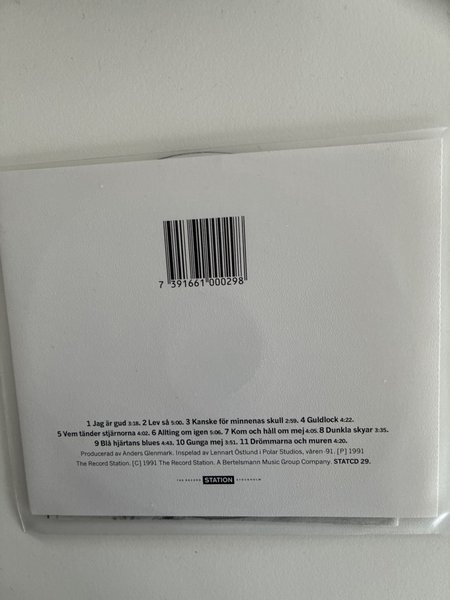 7 391661 000298
1 Jag är gud 3:18. 2 Lev så 5:00. 3 Kanske för minnenas skull 2:59. 4 Guldlock 4:22.
5 Vem tänder stjärnorna 4:02. 6 Allting om igen 5:06. 7 Kom och håll om mej 4:05. 8 Dunkla skyar 3:35.
9 Blå hjärtans blues 4:43. 10 Gunga mej 3:51. 11 Drömmarna och muren 4:20.
Producerad av Anders Glenmark. Inspelad av Lennart Östlund i Polar Studios, våren -91. [P] 1991
The Record Station. [C] 1991 The Record Station. A Bertelsmann Music Group Company. STATCD 29.
THE RECORD STATION STOCKHOLM